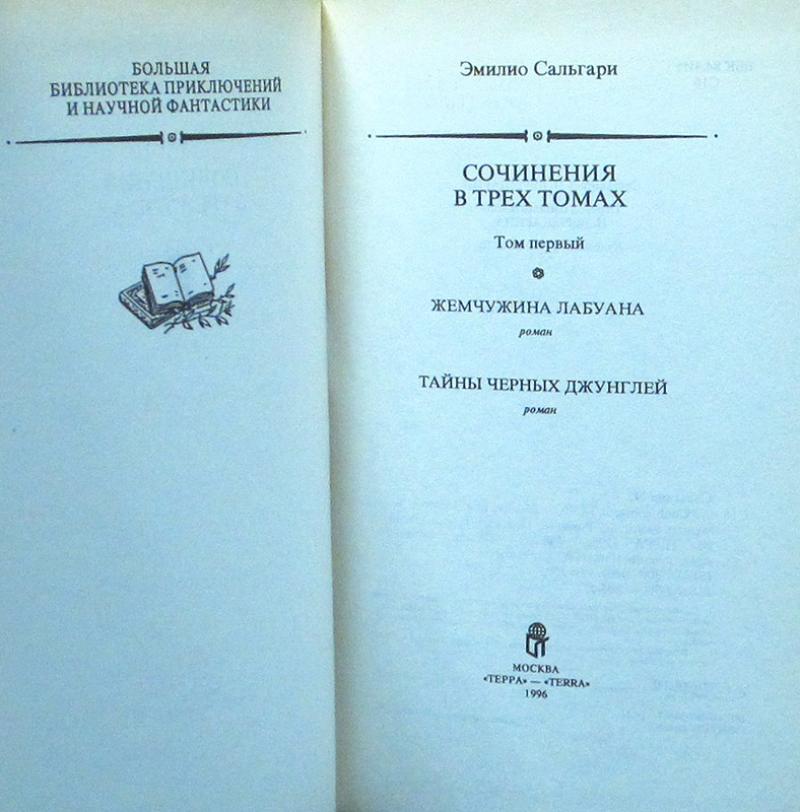 БОЛЬШАЯ
БИБЛИОТЕКА ПРИКЛЮЧЕНИЙ
И НАУЧНОЙ ФАНТАСТИКИ
Эмилио Сальгари
СОЧИНЕНИЯ
В ТРЕХ ТОМАХ
Том первый
ЖЕМЧУЖИНА ЛАБУАНА
роман
ТАЙНЫ ЧЕРНЫХ ДЖУНГЛЕЙ
роман
МОСКВА
«ТЕРРА» — «TERRA»
1996